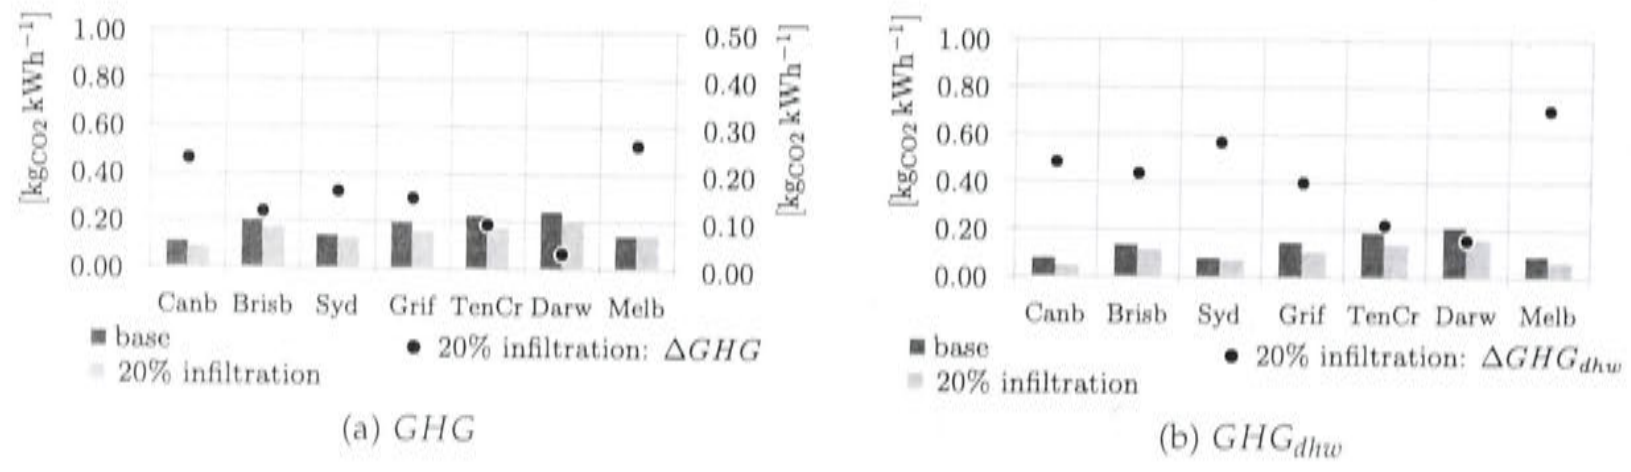 [kgCO2 kWh−1]
1.00
0.80
0.60
0.40
0.20
0.00
0.50
0.40
0.30
0.20
0.10
0.00
[kgCO2 kWh−1]
Canb Brisb Syd Grif TenCr Darw Melb
base
20% infiltration
20% infiltration: ΔGHG
(a) GHG
[kgCO2 kWh−1]
1.00
0.80
0.60
0.40
0.20
0.00
Canb Brisb Syd Grif TenCr Darw Melb
base
20% infiltration
20% infiltration: ΔGHGdhw
(b) GHGdhw